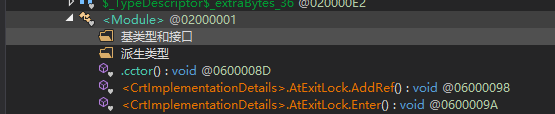 $_TypeDescriptor$_extraBytes_36 @020000E2
<Module> @02000001
基类型和接口
派生类型
.cctor() : void @0600008D
<CrtImplementationDetails>.AtExitLock.AddRef() : void @06000098
<CrtImplementationDetails>.AtExitLock.Enter() : void @0600009A